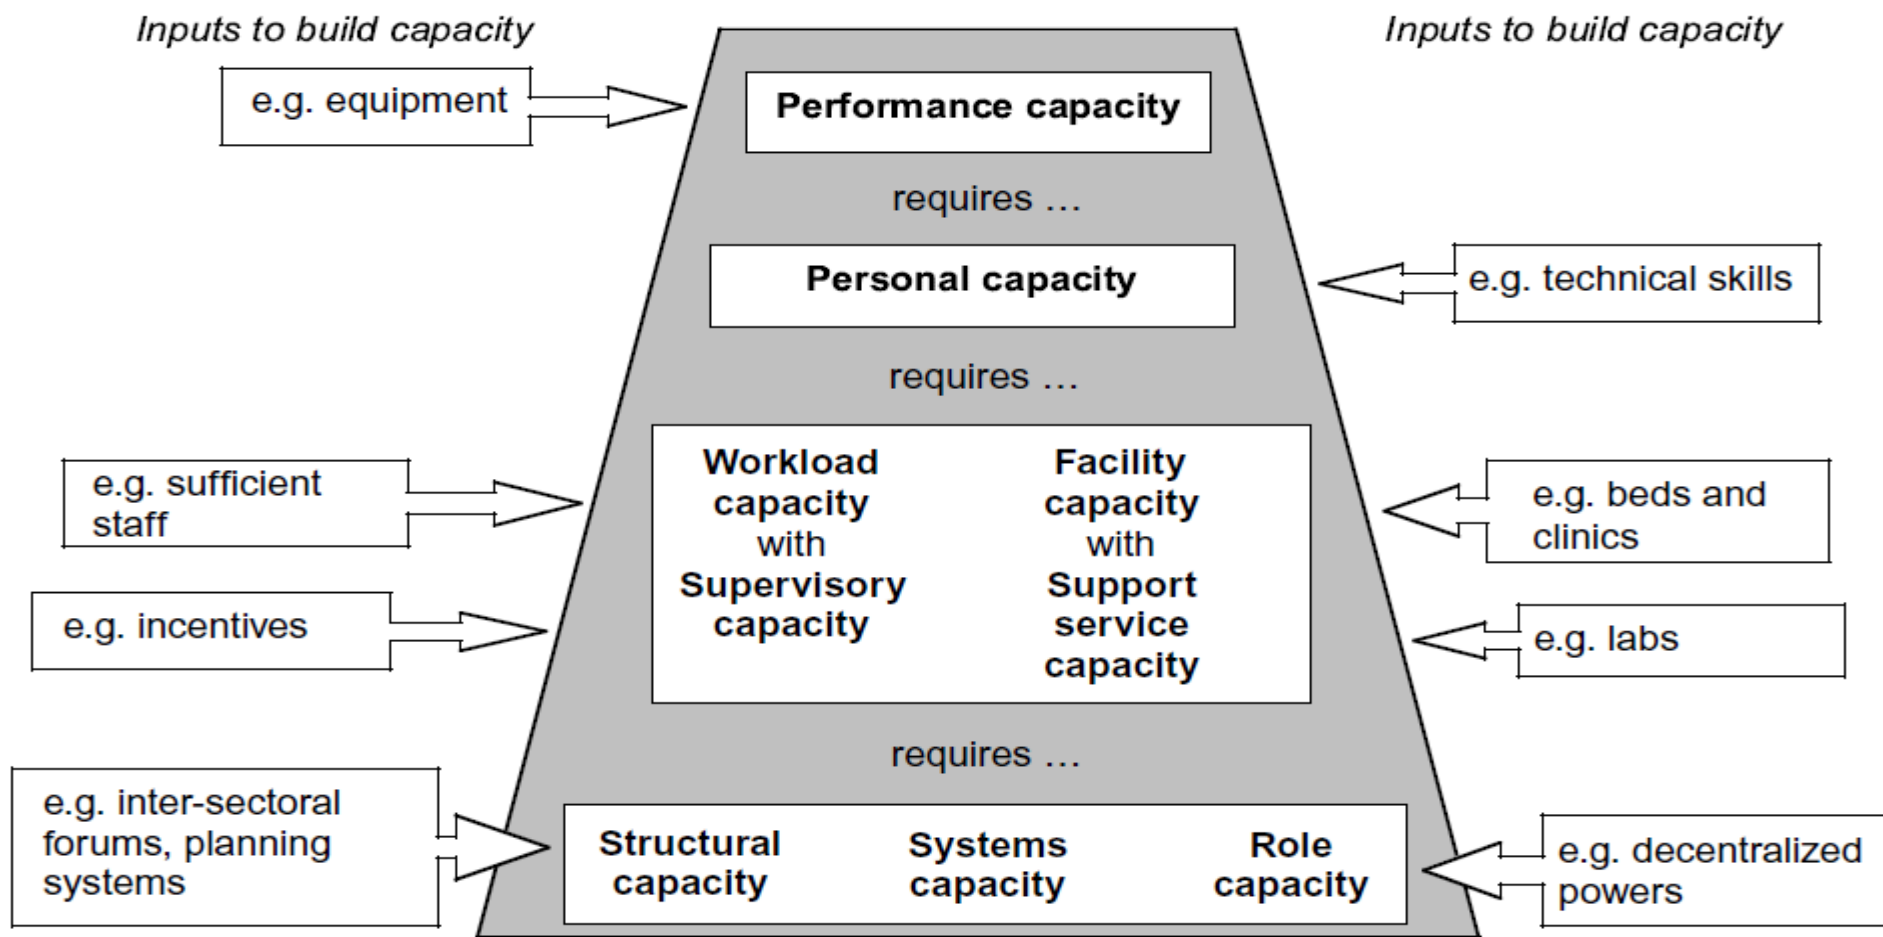 Inputs to build capacity
Inputs to build capacity
e.g. equipment
Performance capacity
requires …
Personal capacity
e.g. technical skills
requires …
e.g. sufficient
staff
e.g. incentives
Workload
capacity
with
Supervisory
capacity
Facility
capacity
with
Support
service
capacity
e.g. beds and
clinics
e.g. labs
requires …
e.g. inter-sectoral
forums, planning
systems
Structural
capacity
Systems
capacity
Role
capacity
e.g. decentralized
powers